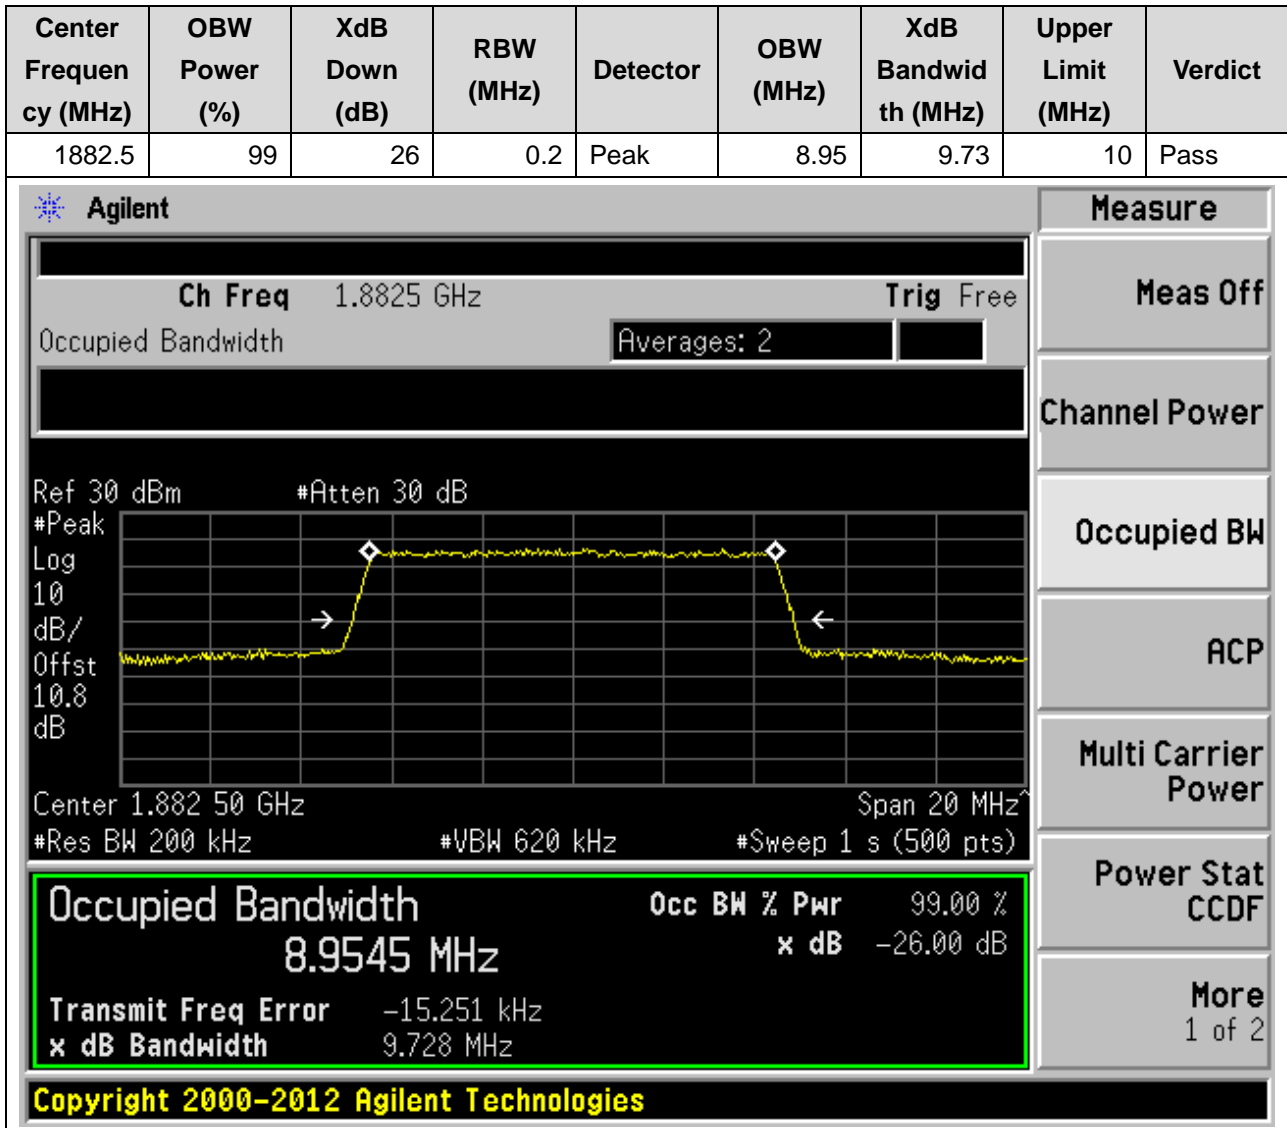 Center Frequen cy (MHz) OBW Power (%) XdB Down (dB) RBW (MHz) Detector OBW (MHz) XdB Bandwid th (MHz) Upper Limit (MHz) Verdict
1882.5 99 26 0.2 Peak 8.95 9.73 10 Pass
Agilent
Ch Freq 1.8825 GHz Trig Free
Occupied Bandwidth Averages: 2
Ref 30 dBm #Atten 30 dB
#Peak
Log
10
dB/
Offst
10.8
dB
Center 1.882 50 GHz Span 20 MHz^
#Res BW 200 kHz #VBW 620 kHz #Sweep 1 s (500 pts)
Occupied Bandwidth Occ BW % Pwr 99.00 %
8.9545 MHz x dB -26.00 dB
Transmit Freq Error -15.251 kHz
x dB Bandwidth 9.728 MHz
Copyright 2000-2012 Agilent Technologies
Measure
Meas Off
Channel Power
Occupied BW
ACP
Multi Carrier
Power
Power Stat
CCDF
More
1 of 2